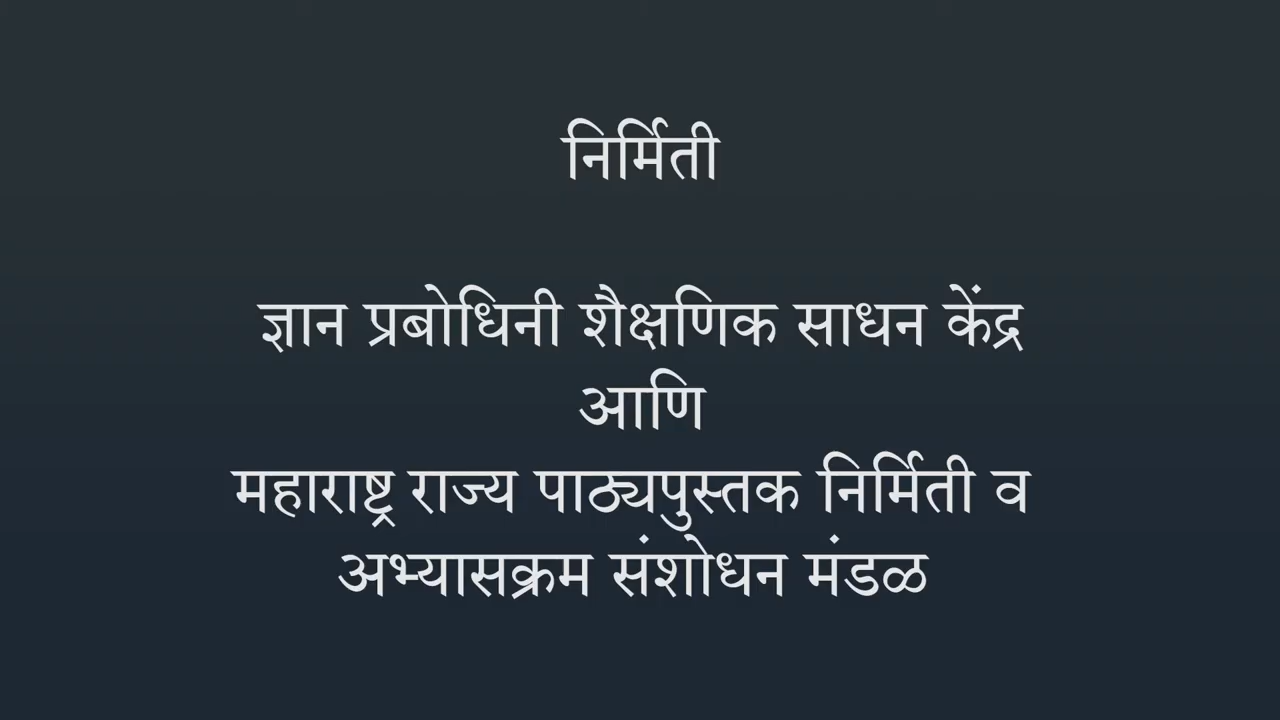 निर्मिती
ज्ञान प्रबोधिनी शैक्षणिक साधन केंद्र
आणि
महाराष्ट्र राज्य पाठ्यपुस्तक निर्मिती व
अभ्यासक्रम संशोधन मंडळ